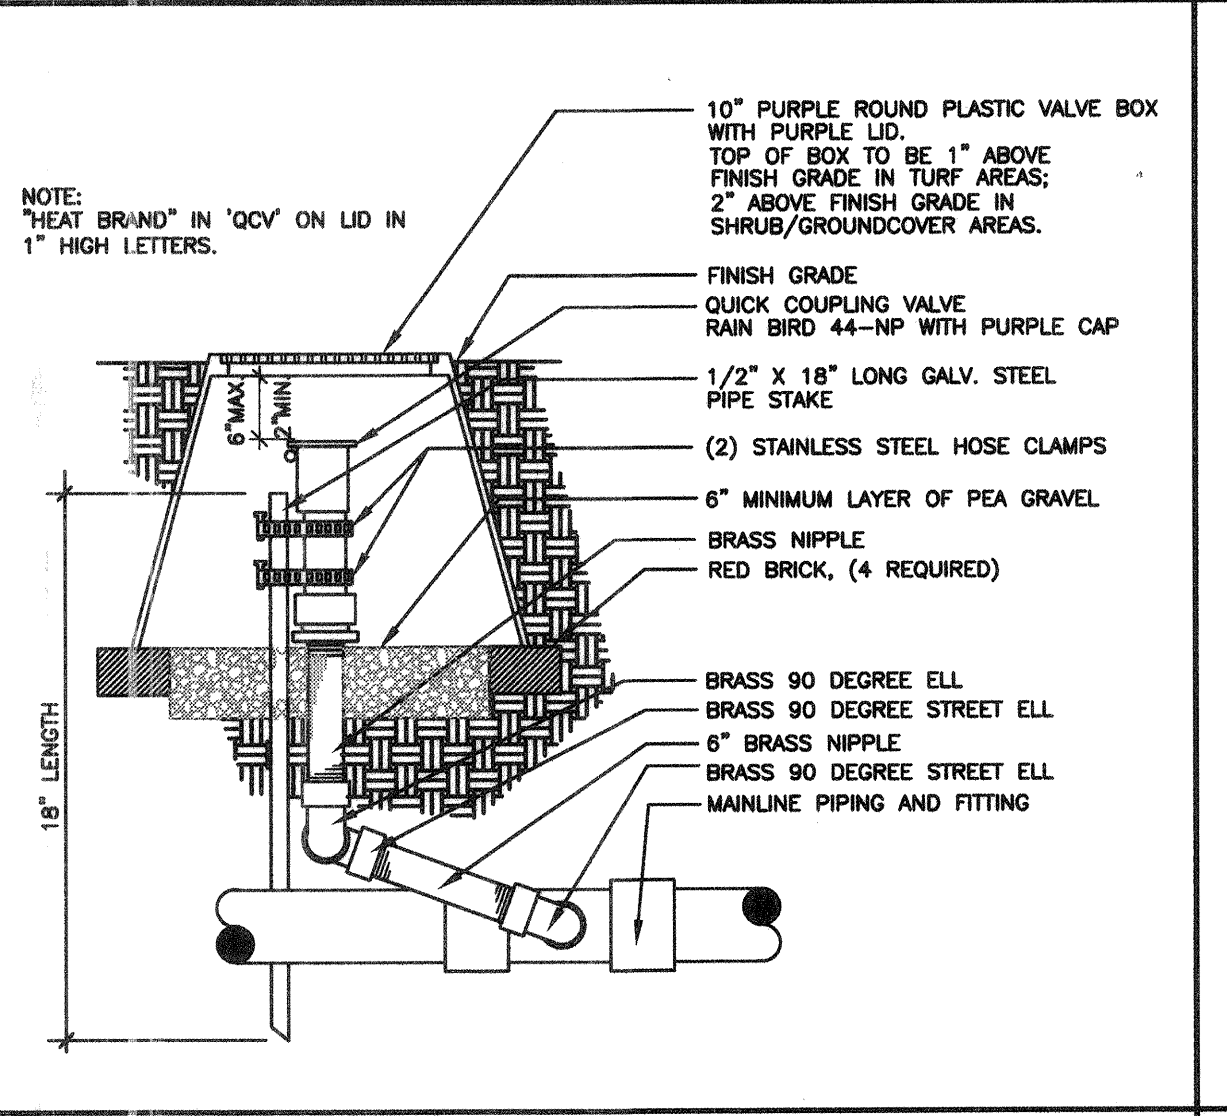 10" PURPLE ROUND PLASTIC VALVE BOX
WITH PURPLE LID.
TOP OF BOX TO BE 1" ABOVE
FINISH GRADE IN TURF AREAS;
2" ABOVE FINISH GRADE IN
SHRUB/GROUNDCOVER AREAS.
NOTE:
"HEAT BRAND" IN 'QCV' ON LID IN
1" HIGH LETTERS.
FINISH GRADE
QUICK COUPLING VALVE
RAIN BIRD 44-NP WITH PURPLE CAP
1/2" X 18" LONG GALV. STEEL
PIPE STAKE
6"MAX.
2"MIN.
(2) STAINLESS STEEL HOSE CLAMPS
6" MINIMUM LAYER OF PEA GRAVEL
BRASS NIPPLE
RED BRICK, (4 REQUIRED)
BRASS 90 DEGREE ELL
BRASS 90 DEGREE STREET ELL
6" BRASS NIPPLE
BRASS 90 DEGREE STREET ELL
MAINLINE PIPING AND FITTING
18" LENGTH